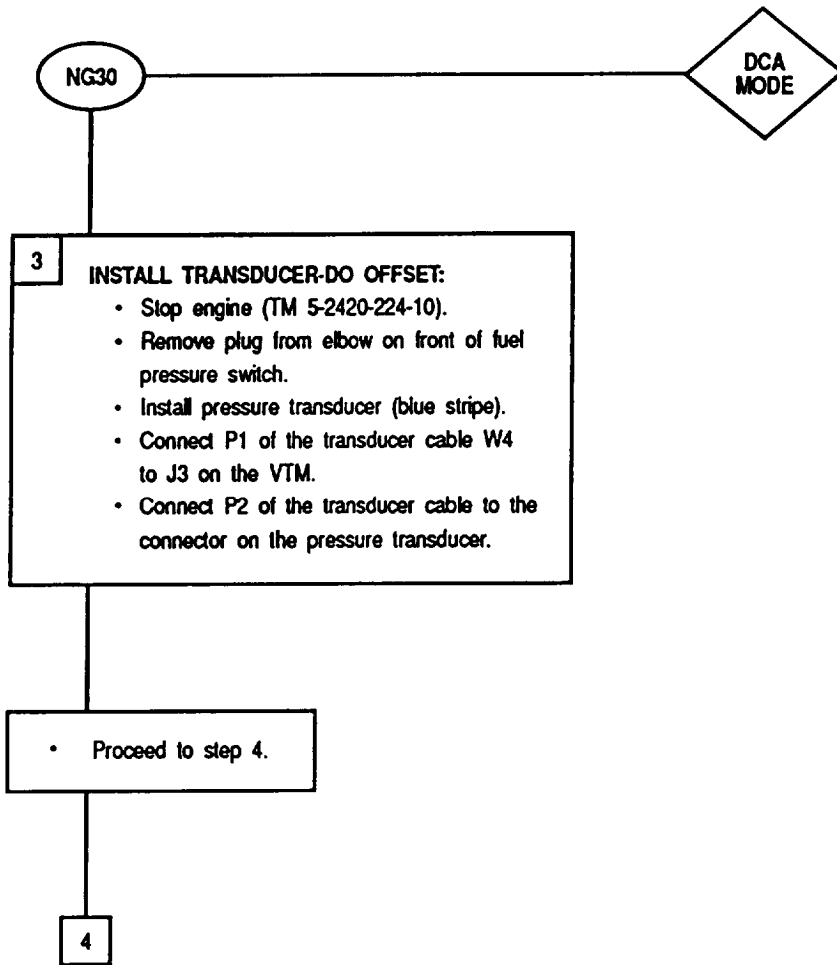 NG30
DCA
MODE
3
INSTALL TRANSDUCER-DO OFFSET:
• Stop engine (TM 5-2420-224-10).
• Remove plug from elbow on front of fuel
pressure switch.
• Install pressure transducer (blue stripe).
• Connect P1 of the transducer cable W4
to J3 on the VTM.
• Connect P2 of the transducer cable to the
connector on the pressure transducer.
• Proceed to step 4.
4